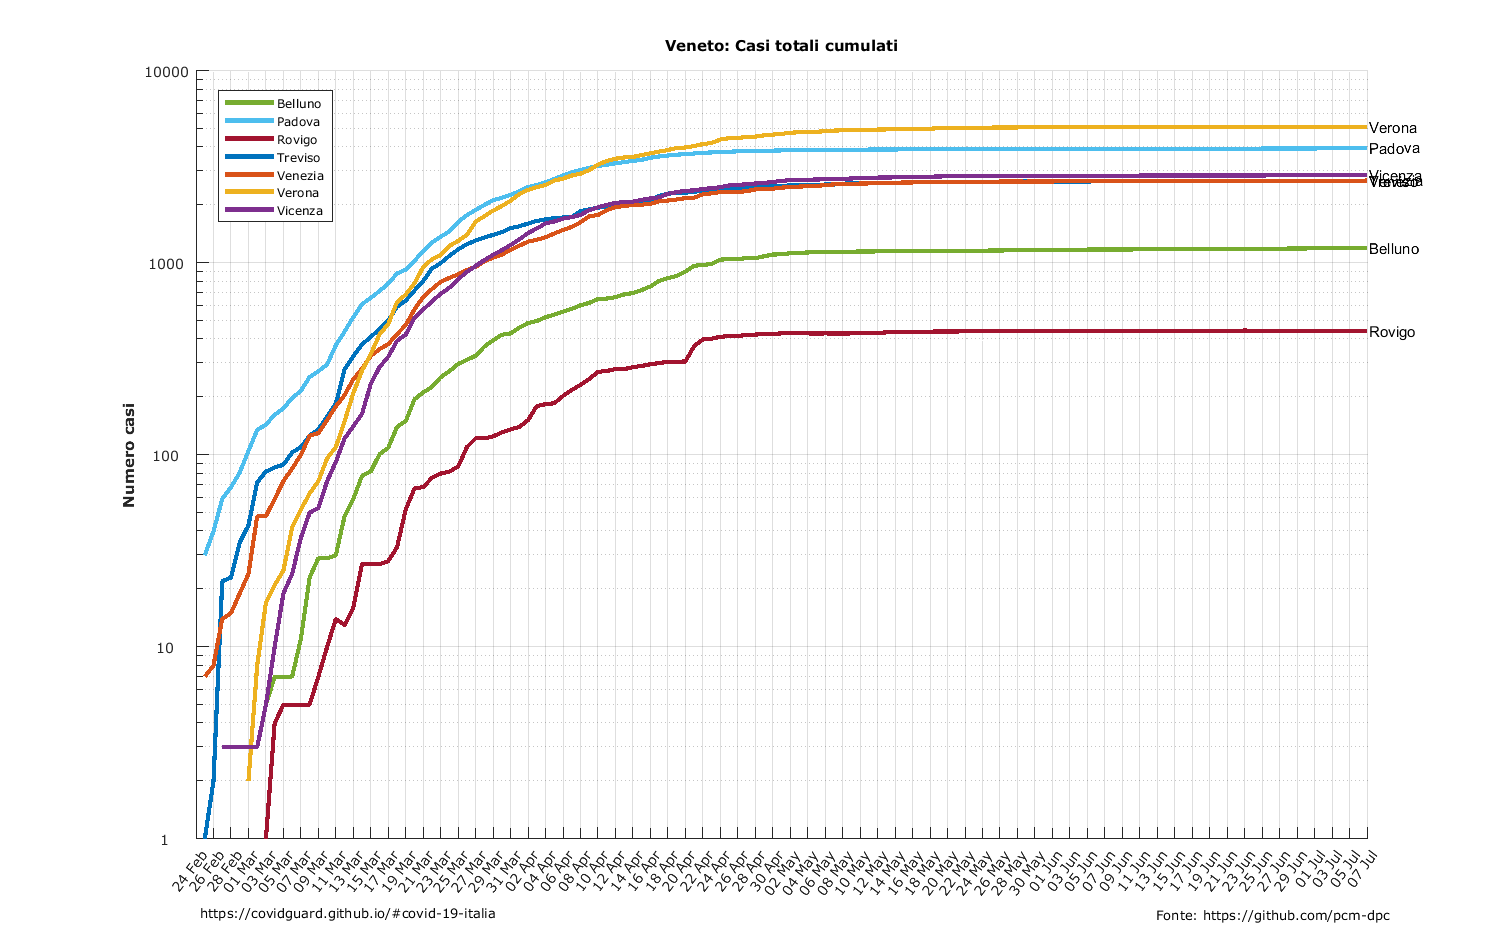 Veneto: Casi totali cumulati
Numero casi
10000
1000
100
10
1
Belluno
Padova
Rovigo
Treviso
Venezia
Verona
Vicenza
Verona
Padova
Vicenza
Venezia
Treviso
Belluno
Rovigo
24 Feb
26 Feb
28 Feb
01 Mar
03 Mar
05 Mar
07 Mar
09 Mar
11 Mar
13 Mar
15 Mar
17 Mar
19 Mar
21 Mar
23 Mar
25 Mar
27 Mar
29 Mar
31 Mar
02 Apr
04 Apr
06 Apr
08 Apr
10 Apr
12 Apr
14 Apr
16 Apr
18 Apr
20 Apr
22 Apr
24 Apr
26 Apr
28 Apr
30 Apr
02 May
04 May
06 May
08 May
10 May
12 May
14 May
16 May
18 May
20 May
22 May
24 May
26 May
28 May
30 May
01 Jun
03 Jun
05 Jun
07 Jun
09 Jun
11 Jun
13 Jun
15 Jun
17 Jun
19 Jun
21 Jun
23 Jun
25 Jun
27 Jun
29 Jun
01 Jul
03 Jul
05 Jul
07 Jul
https://covidguard.github.io/#covid-19-italia
Fonte: https://github.com/pcm-dpc